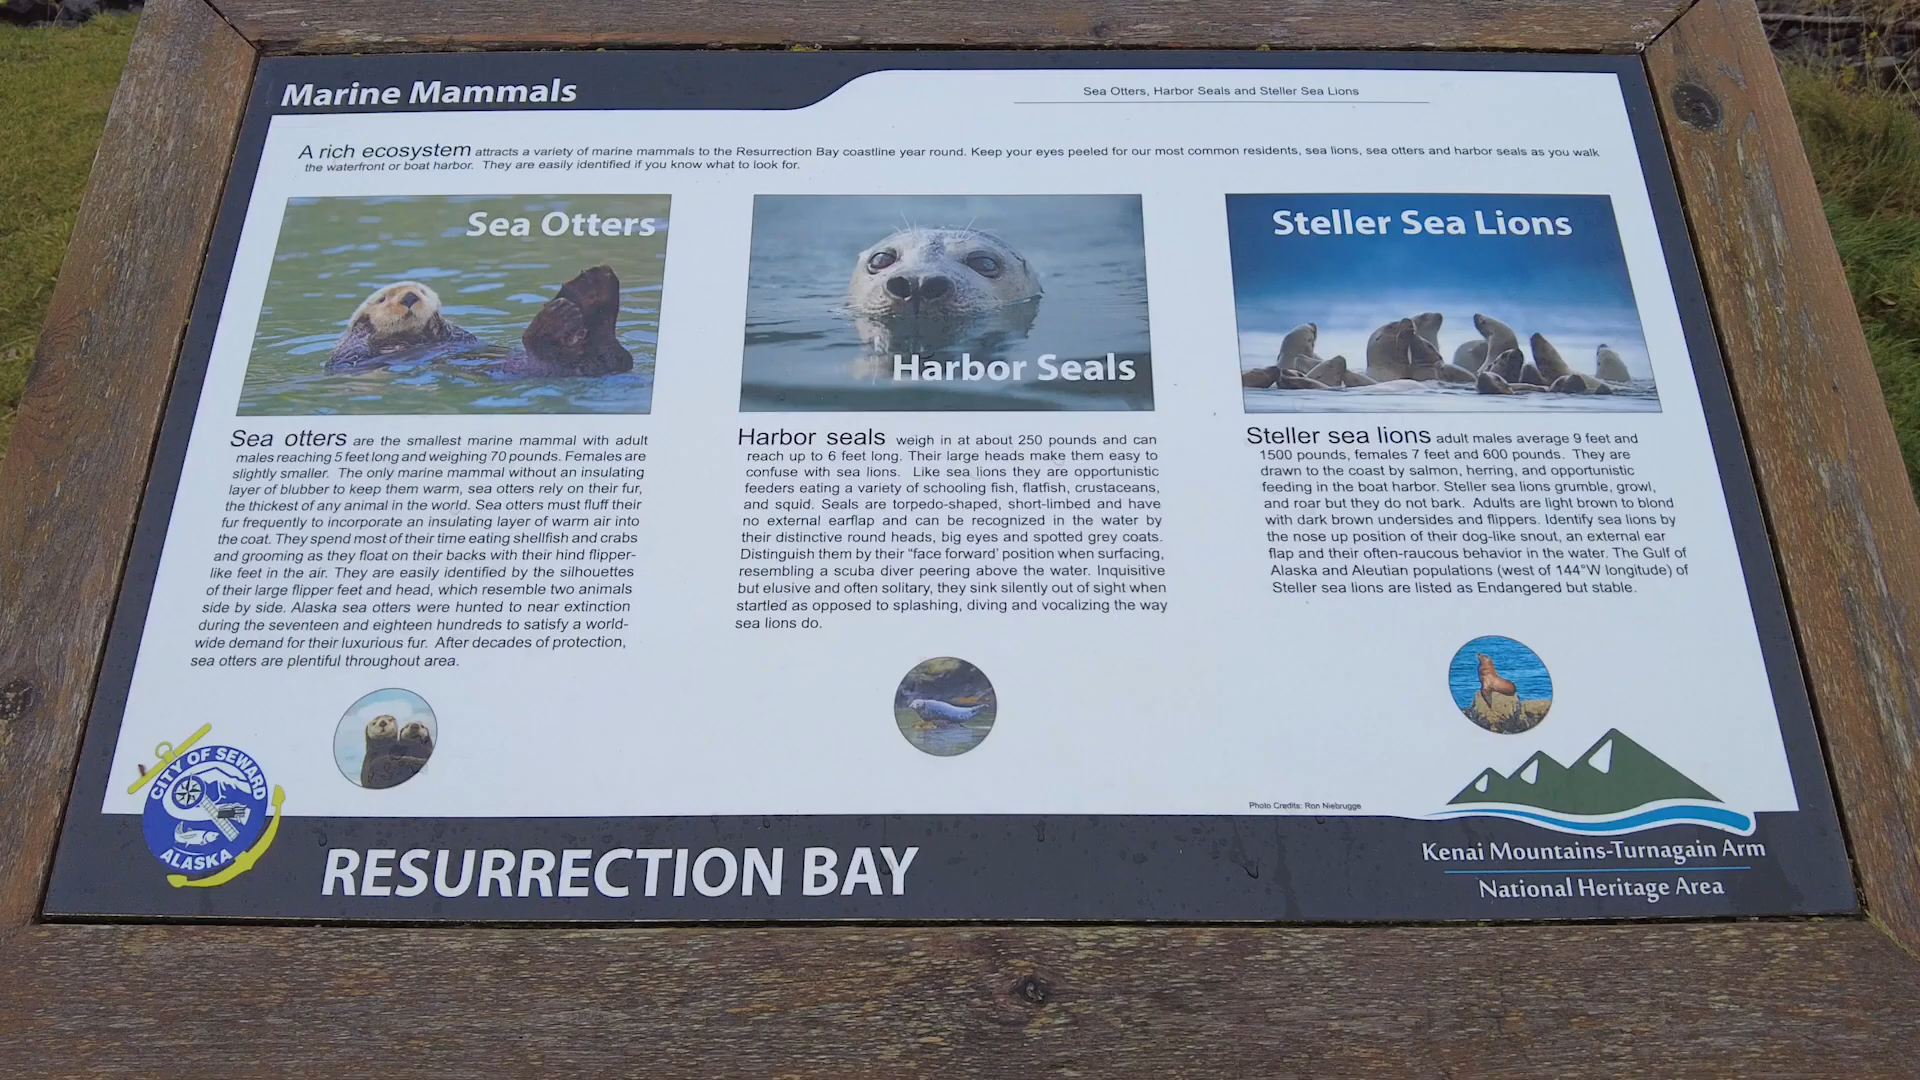 Marine Mammals
Sea Otters, Harbor Seals and Steller Sea Lions
A rich ecosystem attracts a variety of marine mammals to the Resurrection Bay coastline year round. Keep your eyes peeled for our most common residents, sea lions, sea otters and harbor seals as you walk
the waterfront or boat harbor. They are easily identified if you know what to look for.
Sea Otters
Sea otters are the smallest marine mammal with adult
males reaching 5 feet long and weighing 70 pounds. Females are
slightly smaller. The only marine mammal without an insulating
layer of blubber to keep them warm, sea otters rely on their fur,
the thickest of any animal in the world. Sea otters must fluff their
fur frequently to incorporate an insulating layer of warm air into
the coat. They spend most of their time eating shellfish and crabs
and grooming as they float on their backs with their hind flipper-
like feet in the air. They are easily identified by the silhouettes
of their large flipper feet and head, which resemble two animals
side by side. Alaska sea otters were hunted to near extinction
during the seventeen and eighteen hundreds to satisfy a world-
wide demand for their luxurious fur. After decades of protection,
sea otters are plentiful throughout area.
Harbor Seals
Harbor seals weigh in at about 250 pounds and can
reach up to 6 feet long. Their large heads make them easy to
confuse with sea lions. Like sea lions they are opportunistic
feeders eating a variety of schooling fish, flatfish, crustaceans,
and squid. Seals are torpedo-shaped, short-limbed and have
no external earflap and can be recognized in the water by
their distinctive round heads, big eyes and spotted grey coats.
Distinguish them by their "face forward' position when surfacing,
resembling a scuba diver peering above the water. Inquisitive
but elusive and often solitary, they sink silently out of sight when
startled as opposed to splashing, diving and vocalizing the way
sea lions do.
Steller Sea Lions
Steller sea lions adult males average 9 feet and
1500 pounds, females 7 feet and 600 pounds. They are
drawn to the coast by salmon, herring, and opportunistic
feeding in the boat harbor. Steller sea lions grumble, growl,
and roar but they do not bark. Adults are light brown to blond
with dark brown undersides and flippers. Identify sea lions by
the nose up position of their dog-like snout, an external ear
flap and their often-raucous behavior in the water. The Gulf of
Alaska and Aleutian populations (west of 144°W longitude) of
Steller sea lions are listed as Endangered but stable.
Photo Credits: Ron Niebrugge
CITY OF SEWARD
ALASKA
RESURRECTION BAY
Kenai Mountains-Turnagain Arm
National Heritage Area